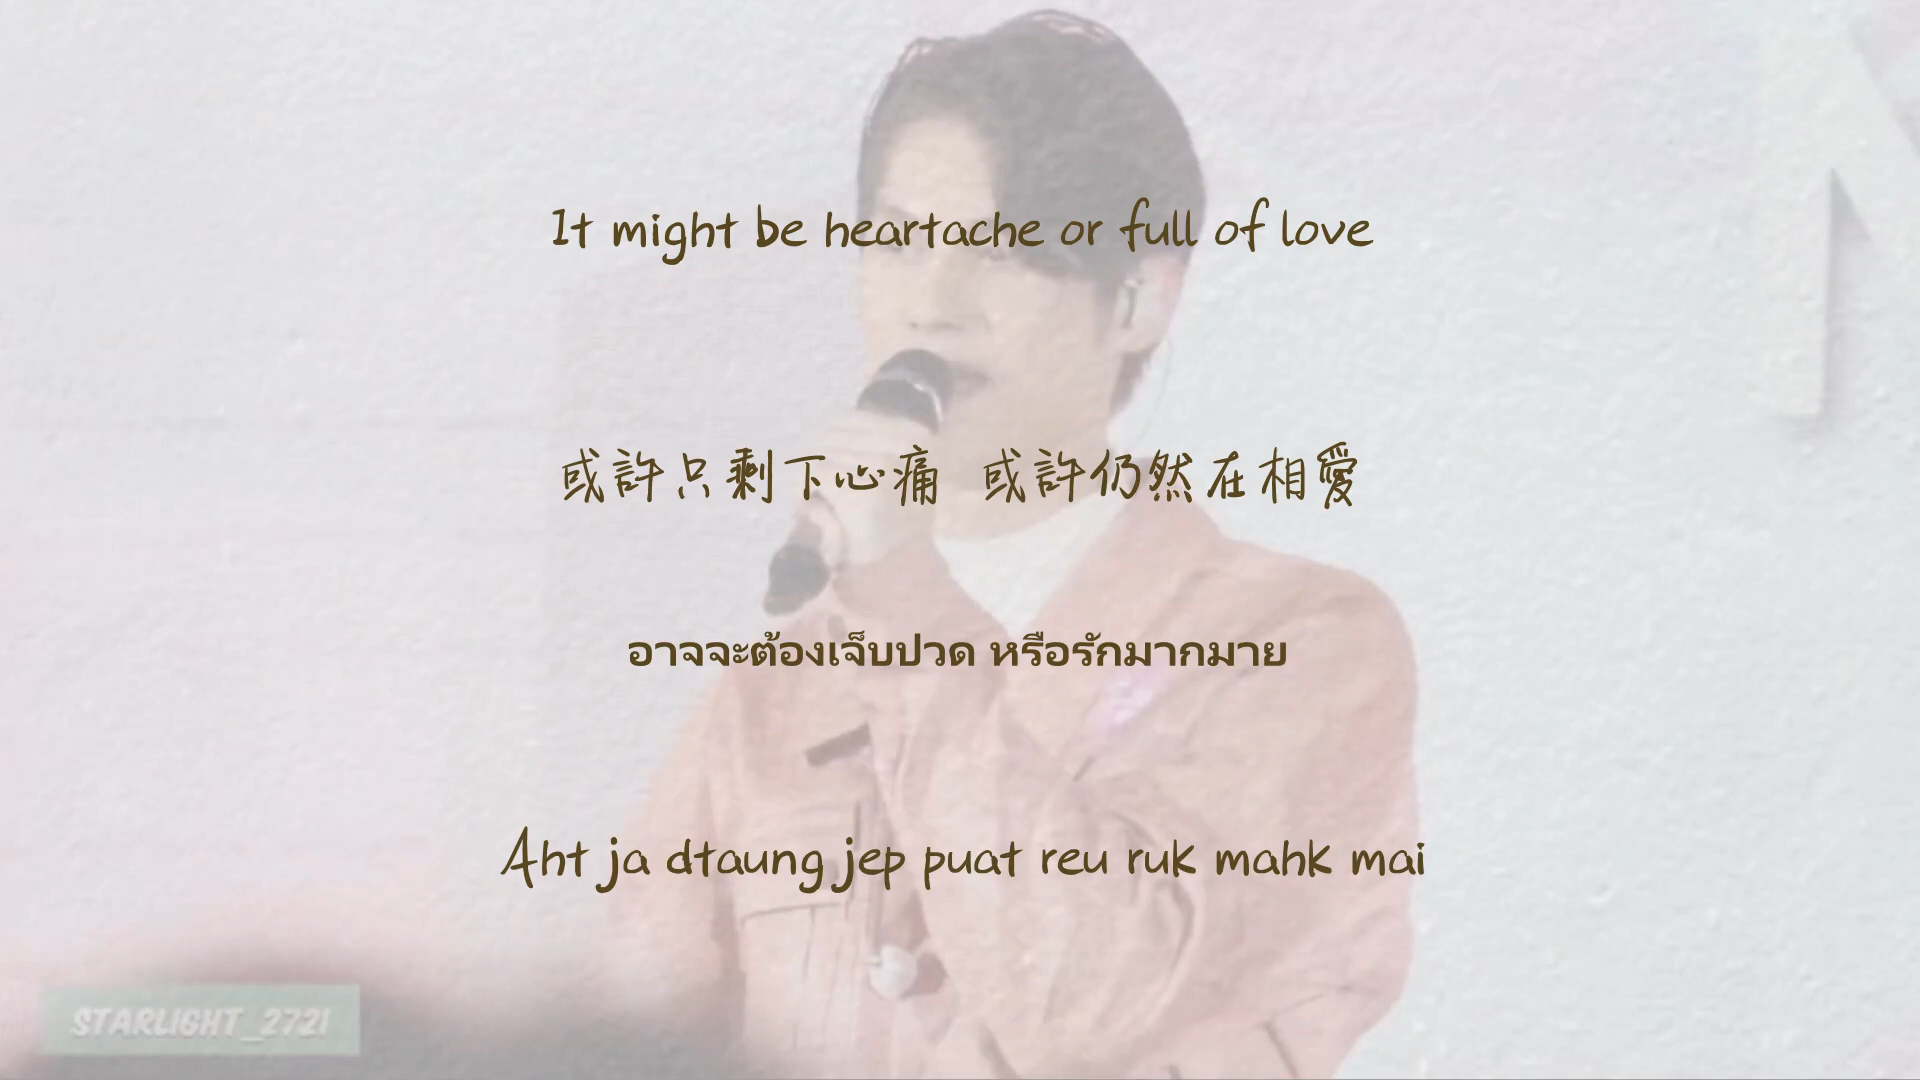 It might be heartache or full of love
或許只剩下心痛 或許仍然在相愛
อาจจะต้องเจ็บปวด หรือรักมากมาย
Aht ja dtaung jep puat reu ruk mahk mai
STARLIGHT_2721